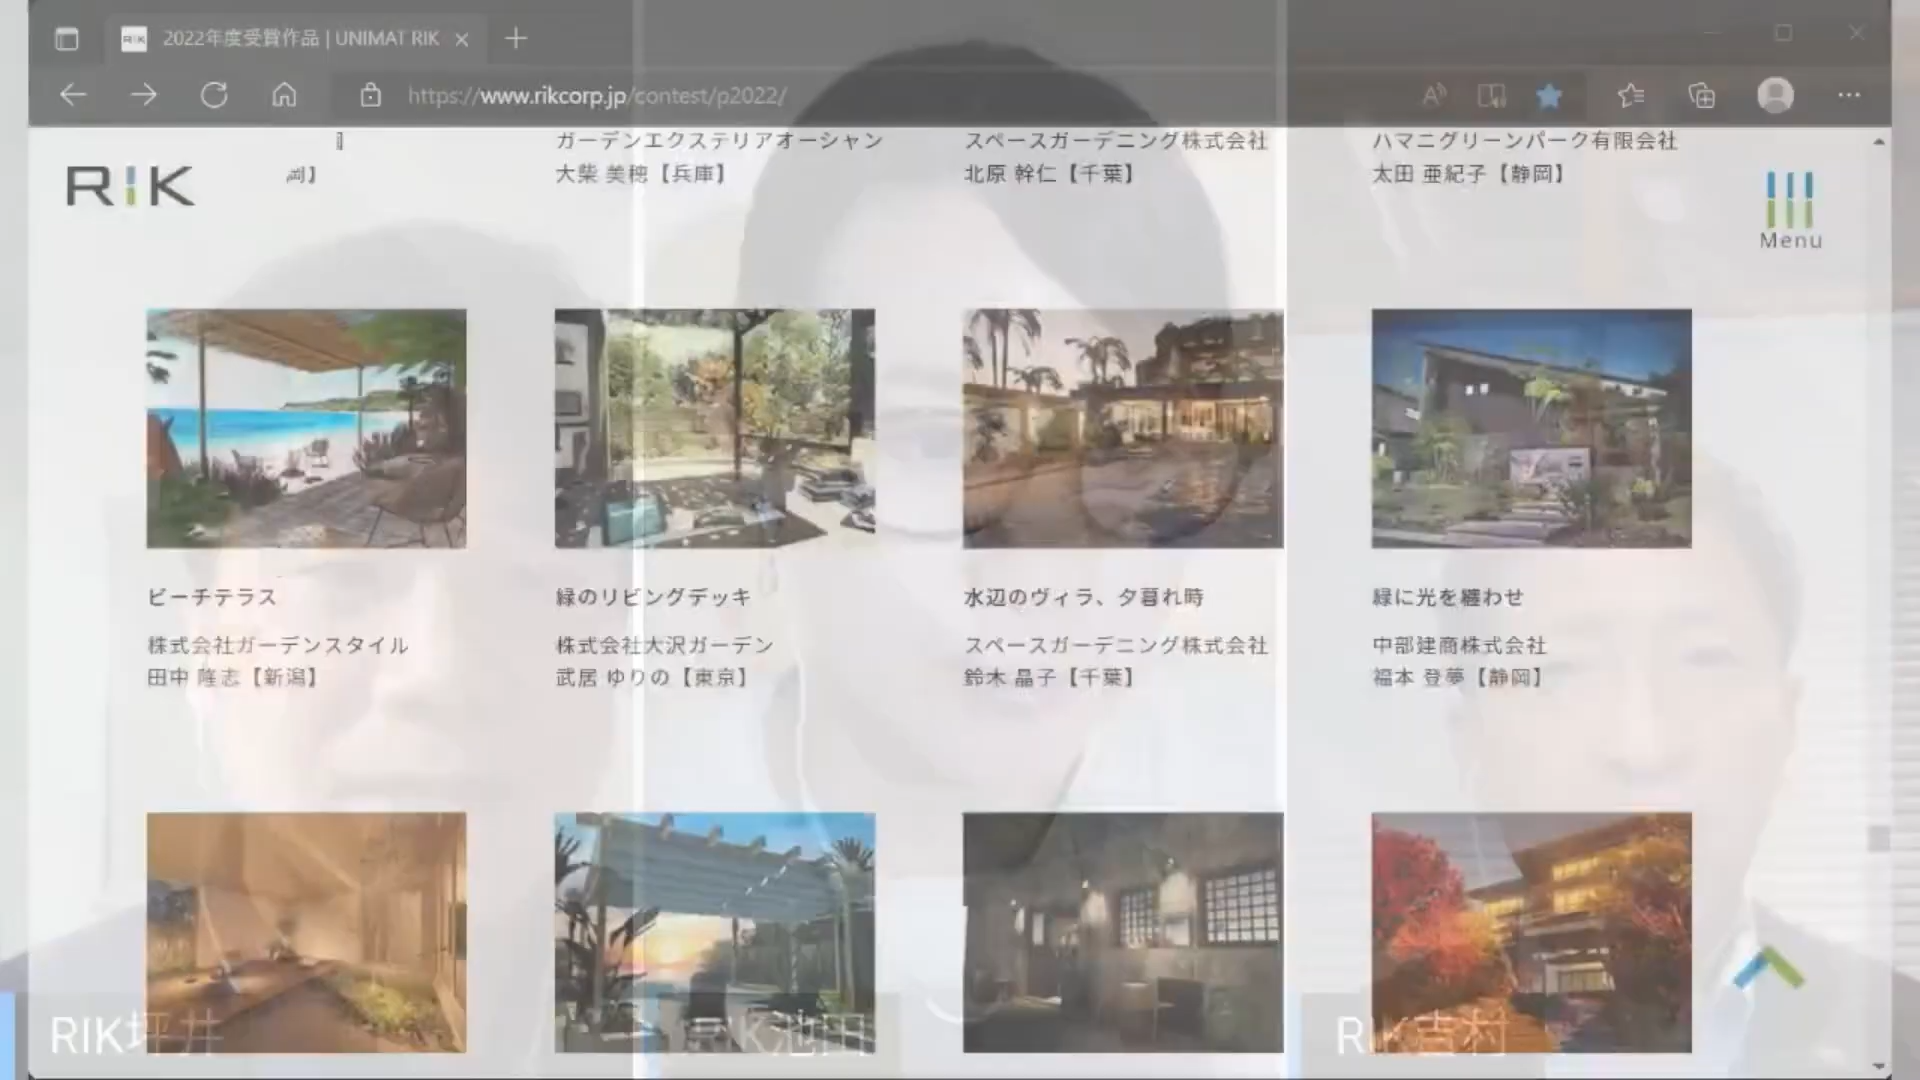 2022年度受賞作品 | UNIMAT RIK
https://www.rikcorp.jp/contest/p2022/
岡】
ガーデンエクステリアオーシャン
大柴 美穂【兵庫】
スペースガーデニング株式会社
北原 幹仁【千葉】
ハマニグリーンパーク有限会社
太田 亜紀子【静岡】
RIK
Menu
ビーチテラス
株式会社ガーデンスタイル
田中 隆志【新潟】
緑のリビングデッキ
株式会社大沢ガーデン
武居 ゆりの【東京】
水辺のヴィラ、夕暮れ時
スペースガーデニング株式会社
鈴木 晶子【千葉】
緑に光を纏わせ
中部建商株式会社
福本 登夢【静岡】
RIK坪井
RIK池田
RIK吉村